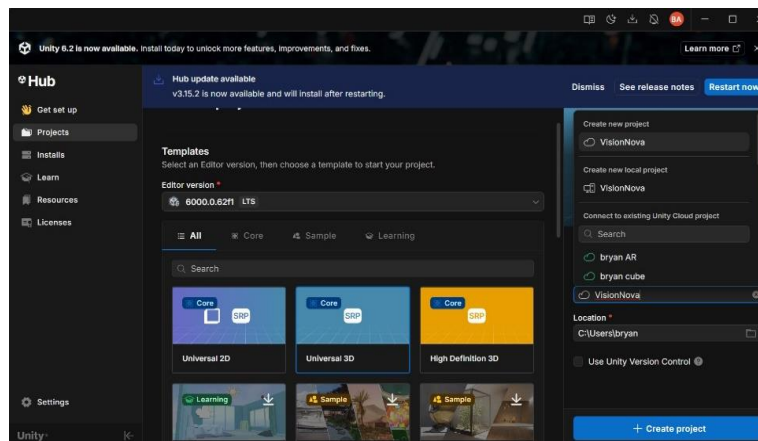 BA
Unity 6.2 is now available. Install today to unlock more features, improvements, and fixes.
Learn more
Hub
Hub update available
v3.15.2 is now available and will install after restarting.
Dismiss
See release notes
Restart now
Get set up
Projects
Installs
Learn
Resources
Licenses
Settings
Unity
Templates
Select an Editor version, then choose a template to start your project.
Editor version *
6000.0.62f1 LTS
All Core Sample Learning
Search
Core
SRP
Universal 2D
Core
SRP
Universal 3D
Core
SRP
High Definition 3D
Learning
Sample
Sample
Create new project
VisionNova
Create new local project
VisionNova
Connect to existing Unity Cloud project
Search
bryan AR
bryan cube
VisionNova
Location *
C:\Users\bryan
Use Unity Version Control
+ Create project